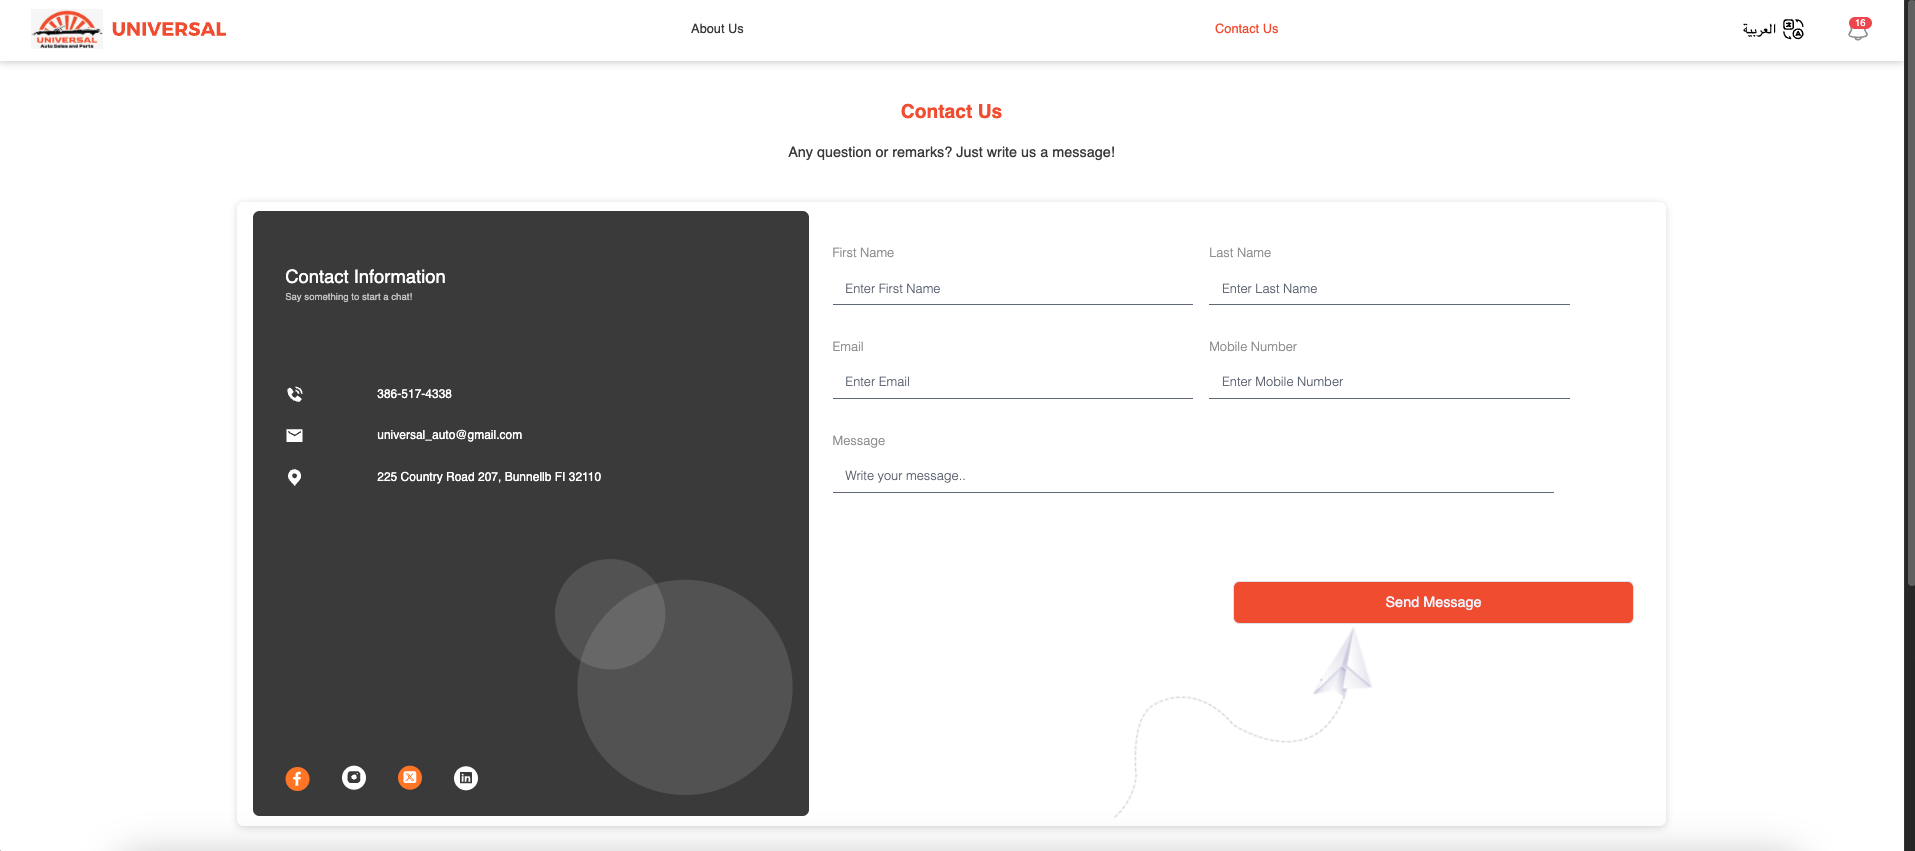 UNIVERSAL
Auto Sales and Parts
UNIVERSAL
About Us
Contact Us
العربية
16
Contact Us
Any question or remarks? Just write us a message!
Contact Information
Say something to start a chat!
386-517-4338
universal_auto@gmail.com
225 Country Road 207, Bunnellb Fl 32110
First Name
Last Name
Enter First Name
Enter Last Name
Email
Mobile Number
Enter Email
Enter Mobile Number
Message
Write your message..
Send Message